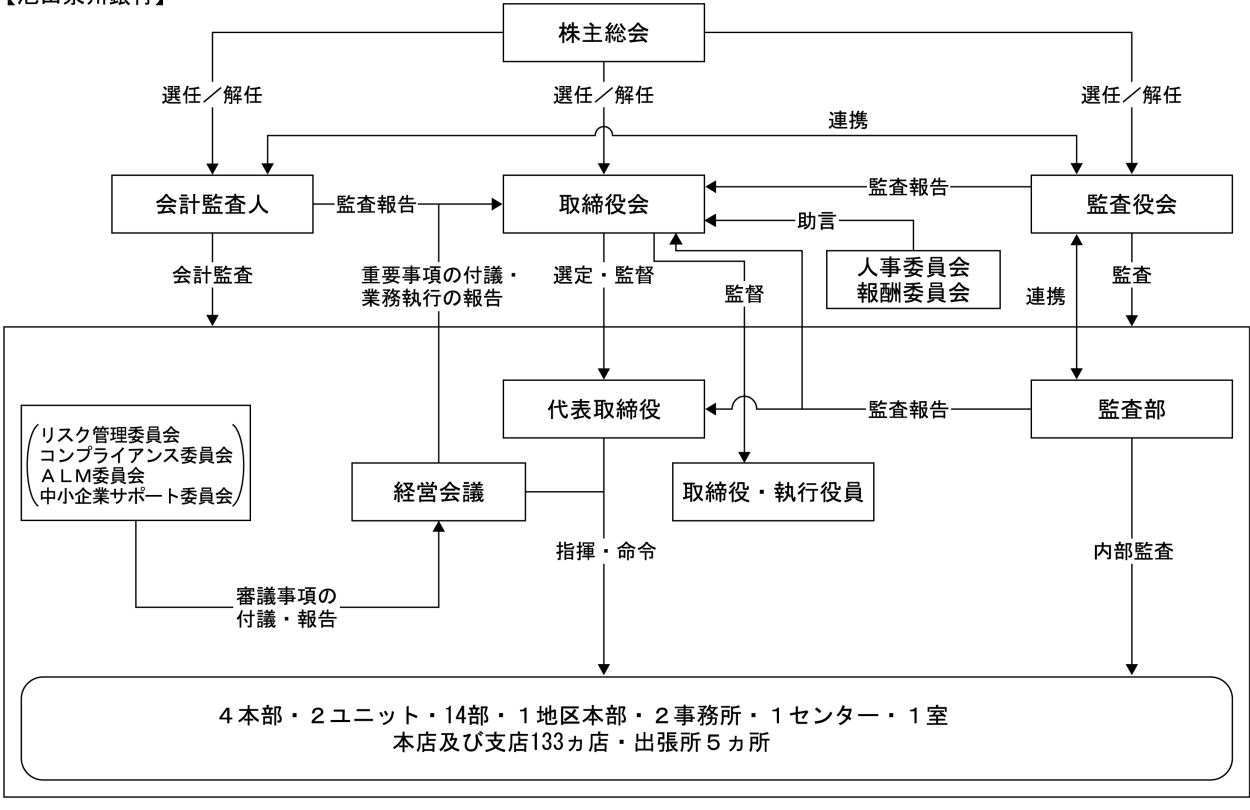 株主総会
選任／解任
選任／解任
選任／解任
連携
会計監査人
監査報告
取締役会
監査報告
監査役会
助言
会計監査
重要事項の付議・
業務執行の報告
選定・監督
監督
人事委員会
報酬委員会
連携
監査
リスク管理委員会
コンプライアンス委員会
ＡＬＭ委員会
中小企業サポート委員会
代表取締役
監査報告
監査部
経営会議
取締役・執行役員
指揮・命令
内部監査
審議事項の
付議・報告
４本部・２ユニット・14部・１地区本部・２事務所・１センター・１室
本店及び支店133ヵ店・出張所５ヵ所